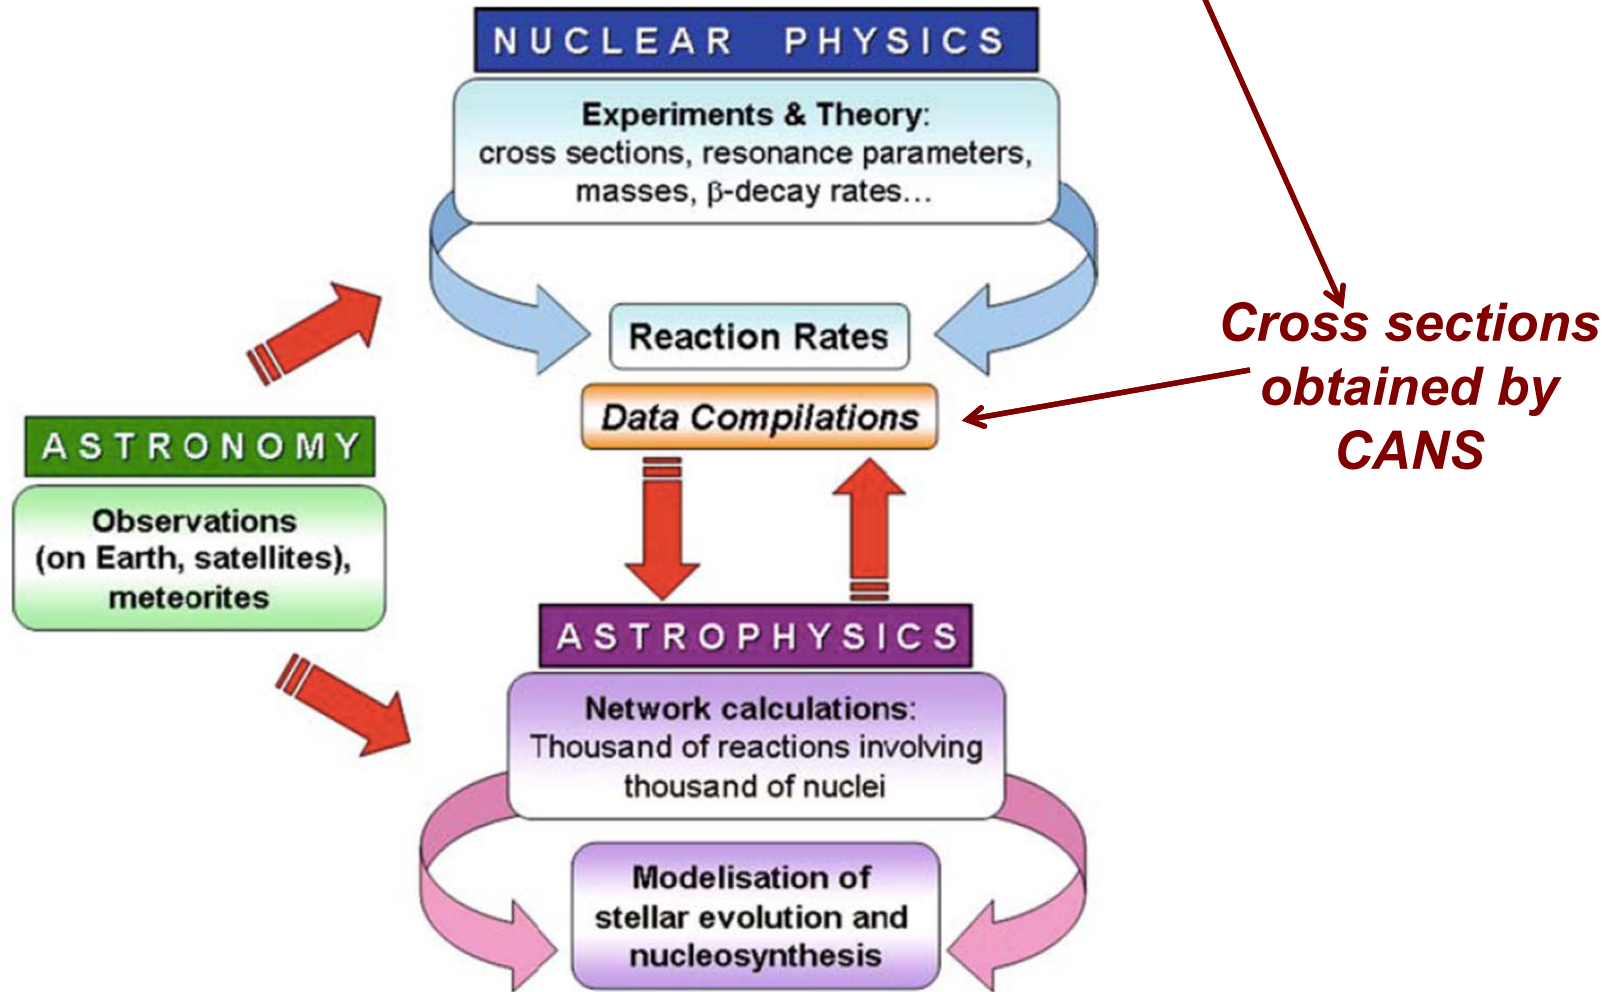 NUCLEAR PHYSICS
Experiments & Theory:
cross sections, resonance parameters,
masses, β-decay rates...
Reaction Rates
Data Compilations
Cross sections
obtained by
CANS
ASTRONOMY
Observations
(on Earth, satellites),
meteorites
ASTROPHYSICS
Network calculations:
Thousand of reactions involving
thousand of nuclei
Modelisation of
stellar evolution and
nucleosynthesis